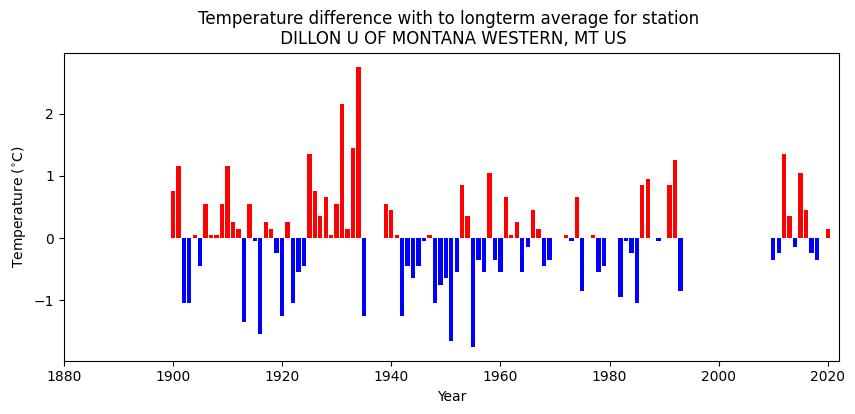 Temperature difference with to longterm average for station
DILLON U OF MONTANA WESTERN, MT US
Temperature (°C)
2
1
0
−1
1880 1900 1920 1940 1960 1980 2000 2020
Year